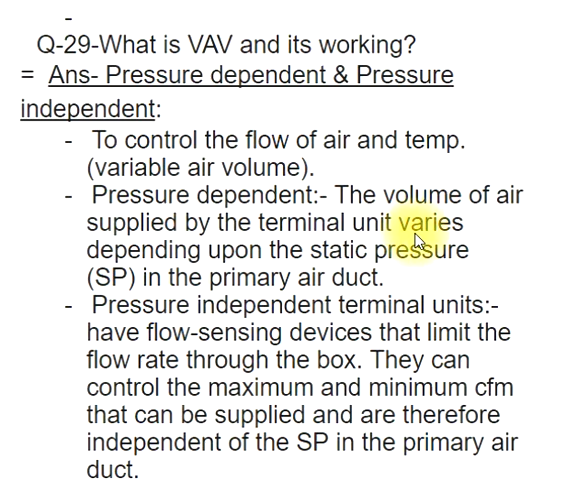 -
Q-29-What is VAV and its working?
= Ans- Pressure dependent & Pressure
independent:
- To control the flow of air and temp.
(variable air volume).
- Pressure dependent:- The volume of air
supplied by the terminal unit varies
depending upon the static pressure
(SP) in the primary air duct.
- Pressure independent terminal units:-
have flow-sensing devices that limit the
flow rate through the box. They can
control the maximum and minimum cfm
that can be supplied and are therefore
independent of the SP in the primary air
duct.